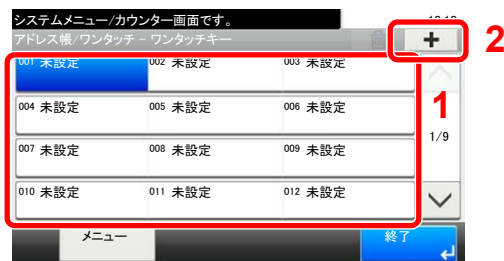 システムメニュー/カウンター画面です。
アドレス帳/ワンタッチ - ワンタッチキー
+
2
001 未設定 002 未設定 003 未設定
1
004 未設定 005 未設定 006 未設定
1/9
007 未設定 008 未設定 009 未設定
010 未設定 011 未設定 012 未設定
メニュー 終了